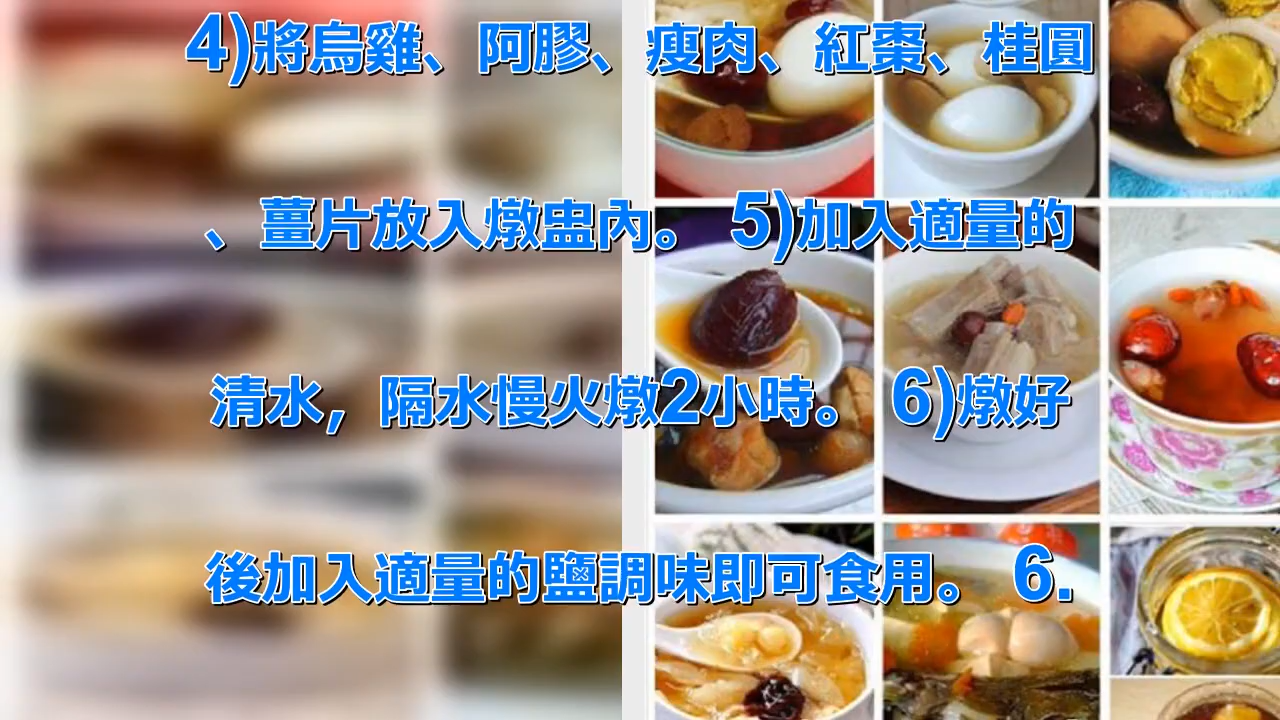 4)將烏雞、阿膠、瘦肉、紅棗、桂圓
、薑片放入燉盅內。 5)加入適量的
清水，隔水慢火燉2小時。 6)燉好
後加入適量的鹽調味即可食用。 6.